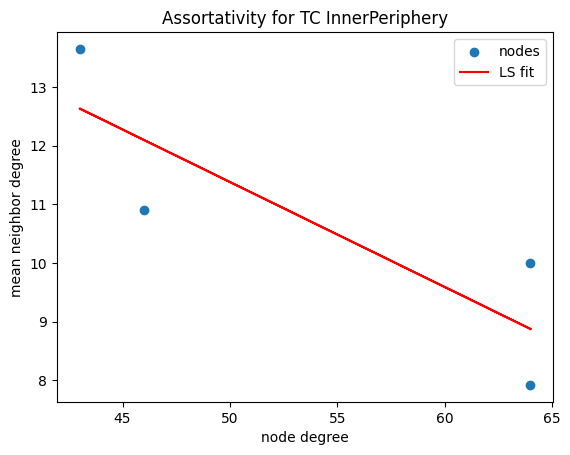 Assortativity for TC InnerPeriphery
nodes
LS fit
mean neighbor degree
13
12
11
10
9
8
45
50
55
60
65
node degree